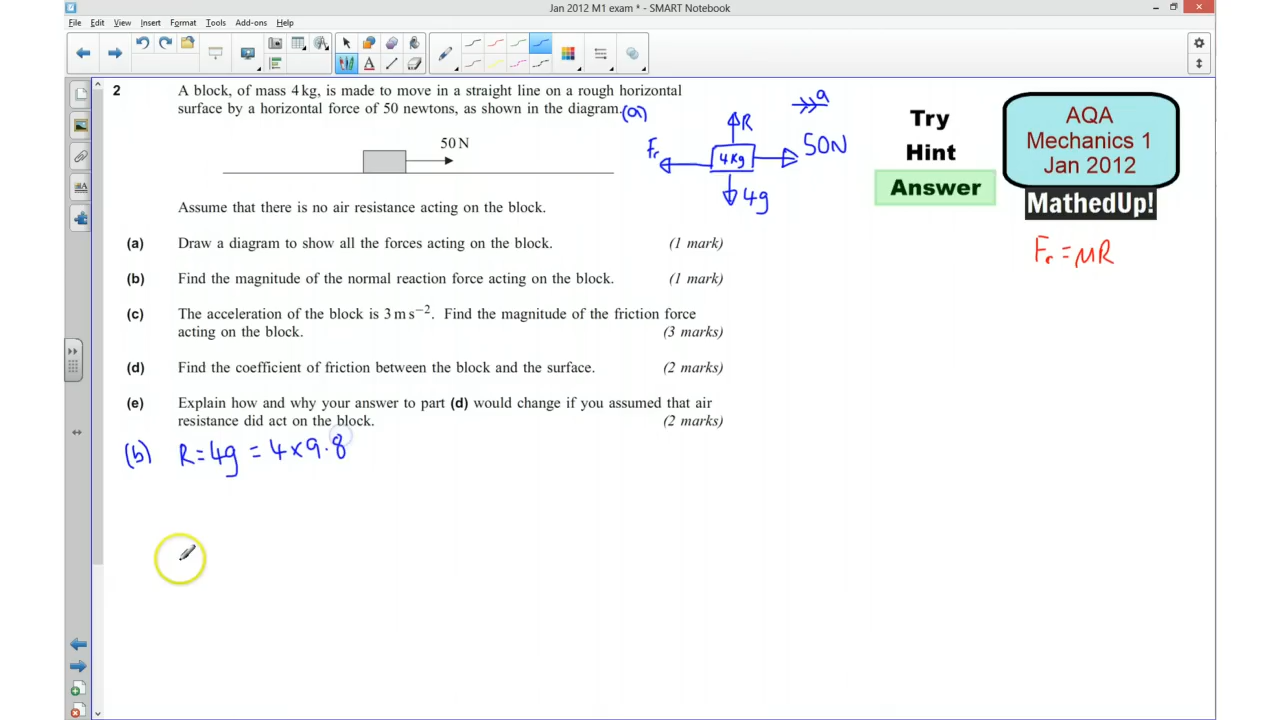 Jan 2012 M1 exam * - SMART Notebook
File Edit View Insert Format Tools Add-ons Help
2 A block, of mass 4 kg, is made to move in a straight line on a rough horizontal
surface by a horizontal force of 50 newtons, as shown in the diagram.
50 N
Assume that there is no air resistance acting on the block.
(a) Draw a diagram to show all the forces acting on the block. (1 mark)
(b) Find the magnitude of the normal reaction force acting on the block. (1 mark)
(c) The acceleration of the block is 3 m s⁻². Find the magnitude of the friction force
acting on the block. (3 marks)
(d) Find the coefficient of friction between the block and the surface. (2 marks)
(e) Explain how and why your answer to part (d) would change if you assumed that air
resistance did act on the block. (2 marks)
(b) R = 4g = 4 × 9.8
(a)
a
R
Fr
4 kg
50N
4g
Try
Hint
Answer
AQA
Mechanics 1
Jan 2012
MathedUp!
Fr = μR